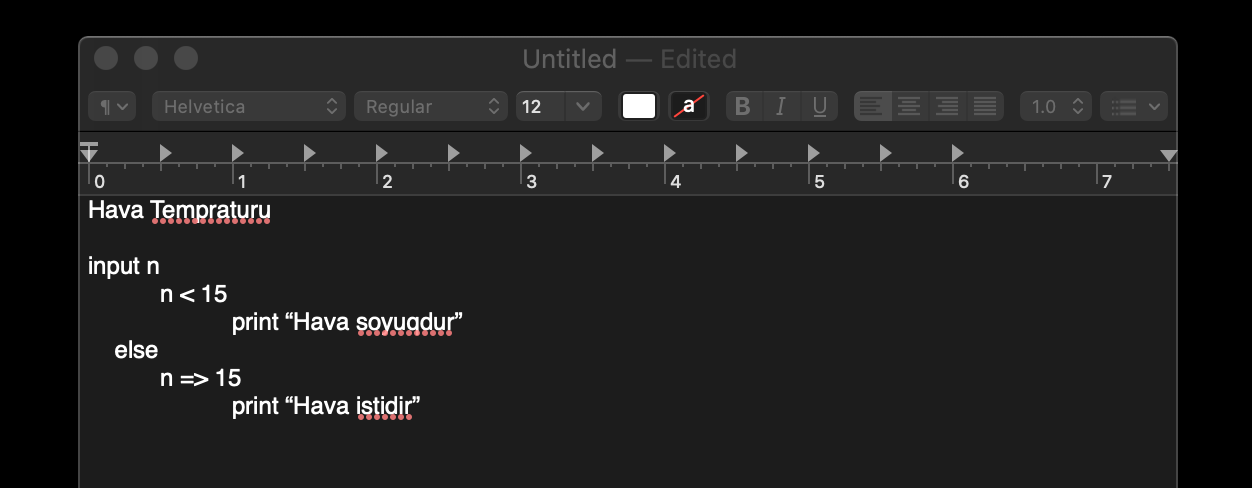 Untitled — Edited
¶ Helvetica Regular 12 a B I U 1.0
0 1 2 3 4 5 6 7
Hava Tempraturu
input n
n < 15
print “Hava soyuqdur”
else
n => 15
print “Hava istidir”